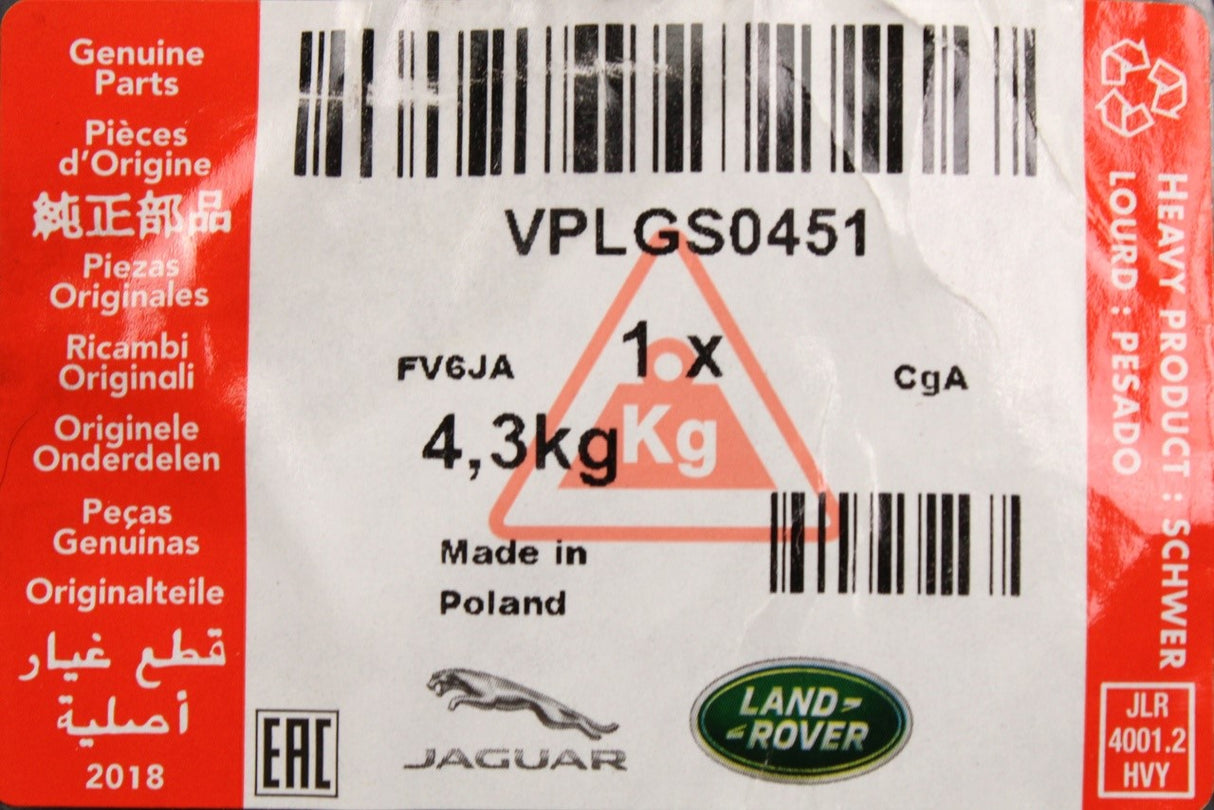 Genuine
Parts
Pièces
d'Origine
純正部品
Piezas
Originales
Ricambi
Originali
Originele
Onderdelen
Peças
Genuinas
Originalteile
قطع غيار
أصلية
2018
VPLGS0451
FV6JA
1 x
CgA
4,3kg
Kg
Made in
Poland
EAC
JAGUAR
LAND-
-ROVER
HEAVY PRODUCT : SCHWER
LOURD : PESADO
JLR
4001.2
HVY